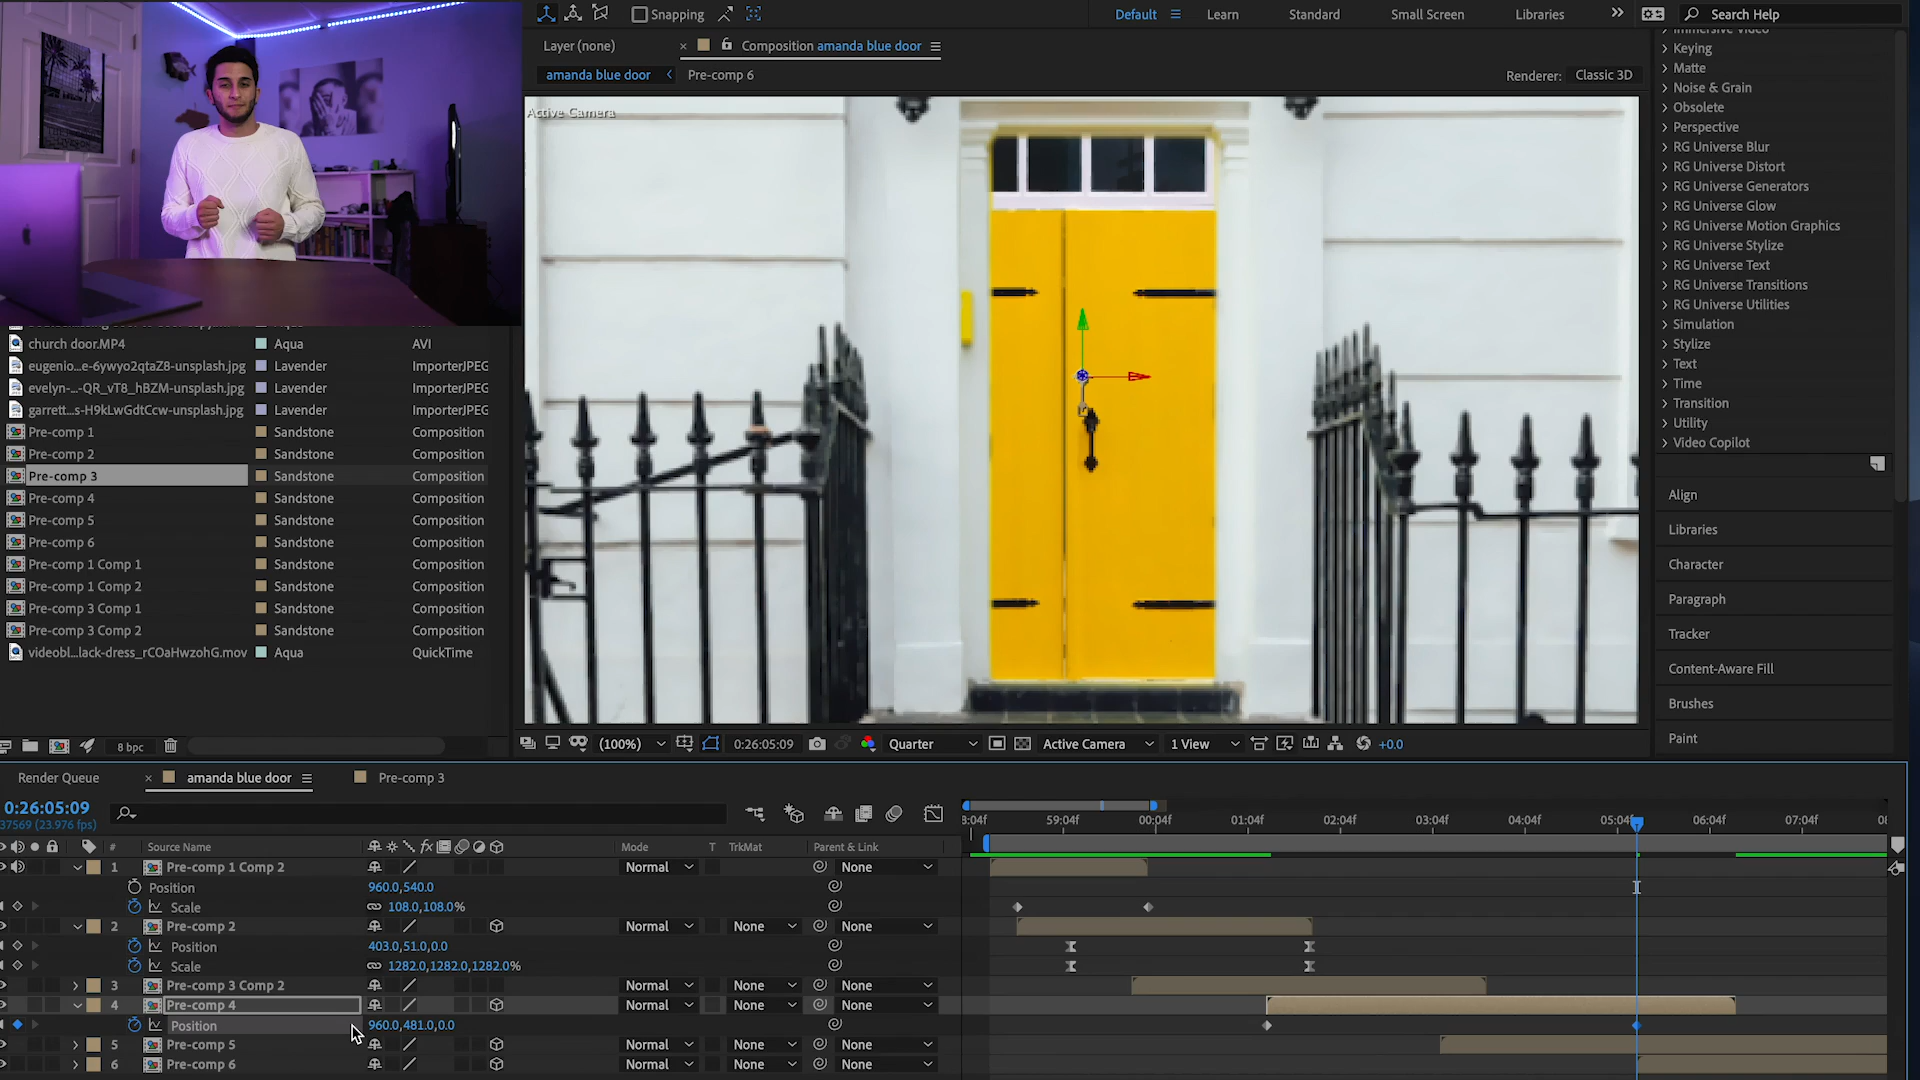 Snapping
Default
Learn
Standard
Small Screen
Libraries
Search Help
Layer (none)
Composition amanda blue door
amanda blue door
Pre-comp 6
Renderer: Classic 3D
Active Camera
Immersive Video
Keying
Matte
Noise & Grain
Obsolete
Perspective
RG Universe Blur
RG Universe Distort
RG Universe Generators
RG Universe Glow
RG Universe Motion Graphics
RG Universe Stylize
RG Universe Text
RG Universe Transitions
RG Universe Utilities
Simulation
Stylize
Text
Time
Transition
Utility
Video Copilot
Align
Libraries
Character
Paragraph
Tracker
Content-Aware Fill
Brushes
Paint
church door.MP4 Aqua AVI
eugenio...e-6ywyo2qtaZ8-unsplash.jpg Lavender ImporterJPEG
evelyn-...-QR_vT8_hBZM-unsplash.jpg Lavender ImporterJPEG
garrett...s-H9kLwGdtCcw-unsplash.jpg Lavender ImporterJPEG
Pre-comp 1 Sandstone Composition
Pre-comp 2 Sandstone Composition
Pre-comp 3 Sandstone Composition
Pre-comp 4 Sandstone Composition
Pre-comp 5 Sandstone Composition
Pre-comp 6 Sandstone Composition
Pre-comp 1 Comp 1 Sandstone Composition
Pre-comp 1 Comp 2 Sandstone Composition
Pre-comp 3 Comp 1 Sandstone Composition
Pre-comp 3 Comp 2 Sandstone Composition
videobl...lack-dress_rCOaHwzohG.mov Aqua QuickTime
8 bpc
(100%) 0:26:05:09 Quarter Active Camera 1 View +0.0
Render Queue
amanda blue door
Pre-comp 3
0:26:05:09
37569 (23.976 fps)
8:04f 59:04f 00:04f 01:04f 02:04f 03:04f 04:04f 05:04f 06:04f 07:04f
# Source Name fx Mode T TrkMat Parent & Link
1 Pre-comp 1 Comp 2 Normal None
Position 960.0,540.0
Scale 108.0,108.0%
2 Pre-comp 2 Normal None None
Position 403.0,51.0,0.0
Scale 1282.0,1282.0,1282.0%
3 Pre-comp 3 Comp 2 Normal None None
4 Pre-comp 4 Normal None None
Position 960.0,481.0,0.0
5 Pre-comp 5 Normal None None
6 Pre-comp 6 Normal None None